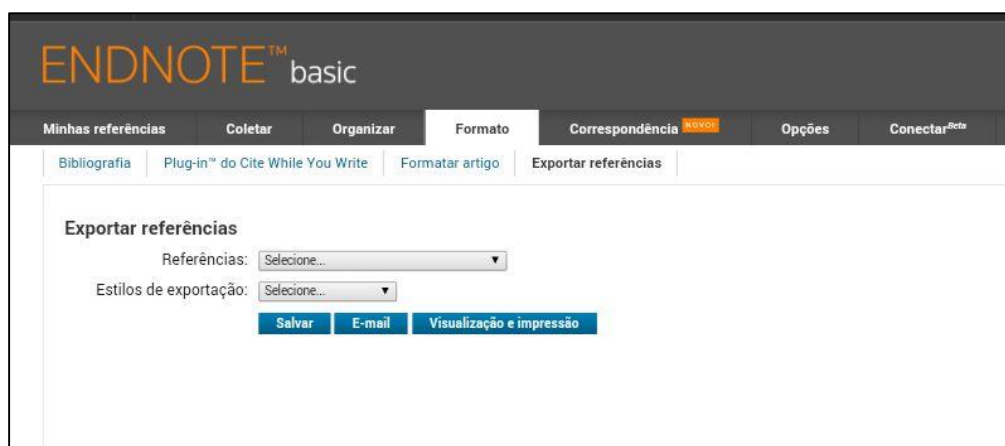 ENDNOTE™ basic
Minhas referências Coletar Organizar Formato Correspondência NOVO! Opções Conectar Beta
Bibliografia Plug-in™ do Cite While You Write Formatar artigo Exportar referências
Exportar referências
Referências: Selecione...
Estilos de exportação: Selecione...
Salvar E-mail Visualização e impressão